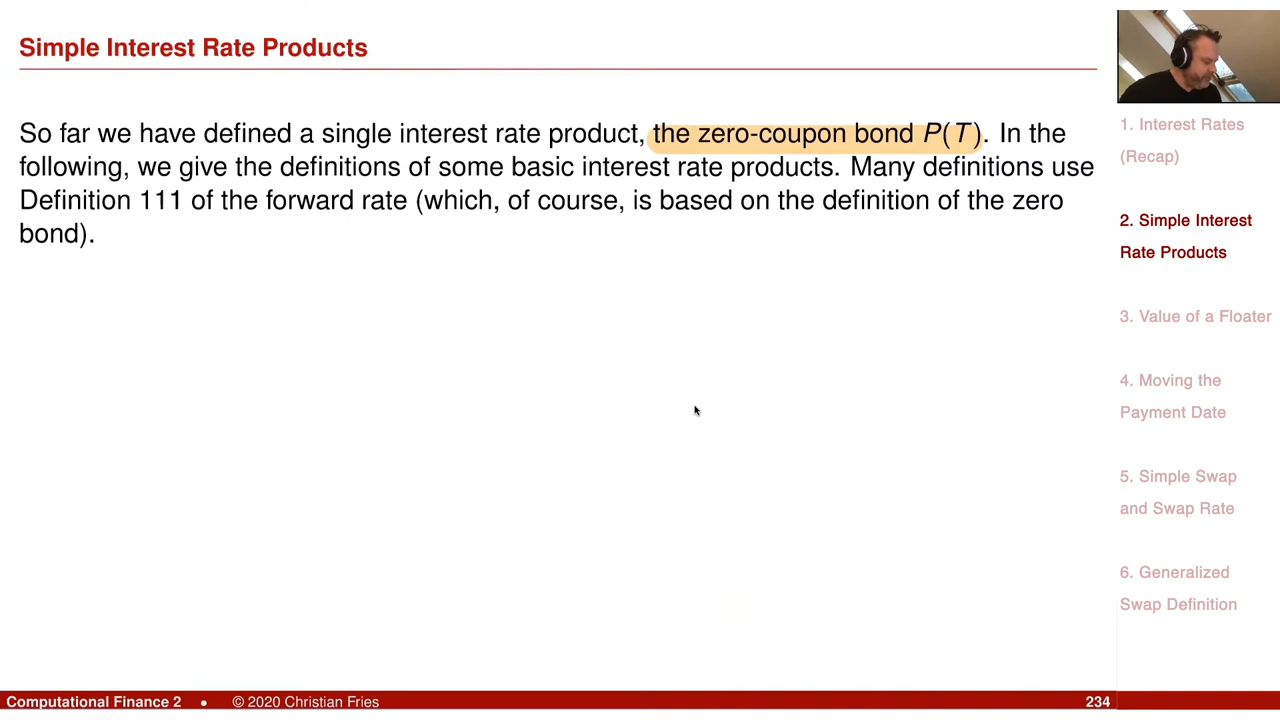 Simple Interest Rate Products
So far we have defined a single interest rate product, the zero-coupon bond P(T). In the
following, we give the definitions of some basic interest rate products. Many definitions use
Definition 111 of the forward rate (which, of course, is based on the definition of the zero
bond).
1. Interest Rates
(Recap)
2. Simple Interest
Rate Products
3. Value of a Floater
4. Moving the
Payment Date
5. Simple Swap
and Swap Rate
6. Generalized
Swap Definition
Computational Finance 2 • © 2020 Christian Fries 234